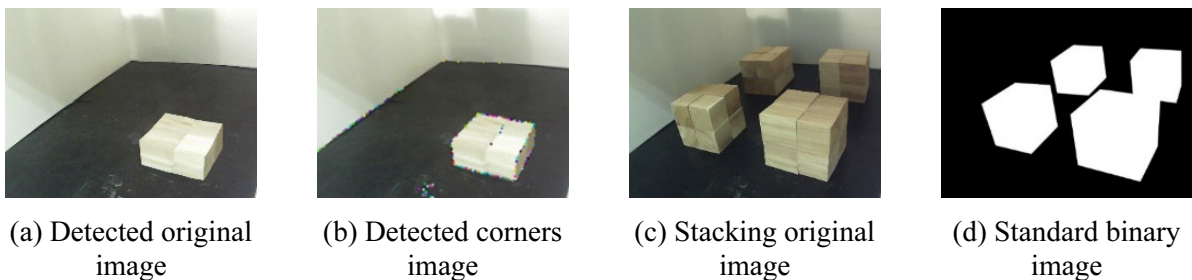 (a) Detected original
image
(b) Detected corners
image
(c) Stacking original
image
(d) Standard binary
image